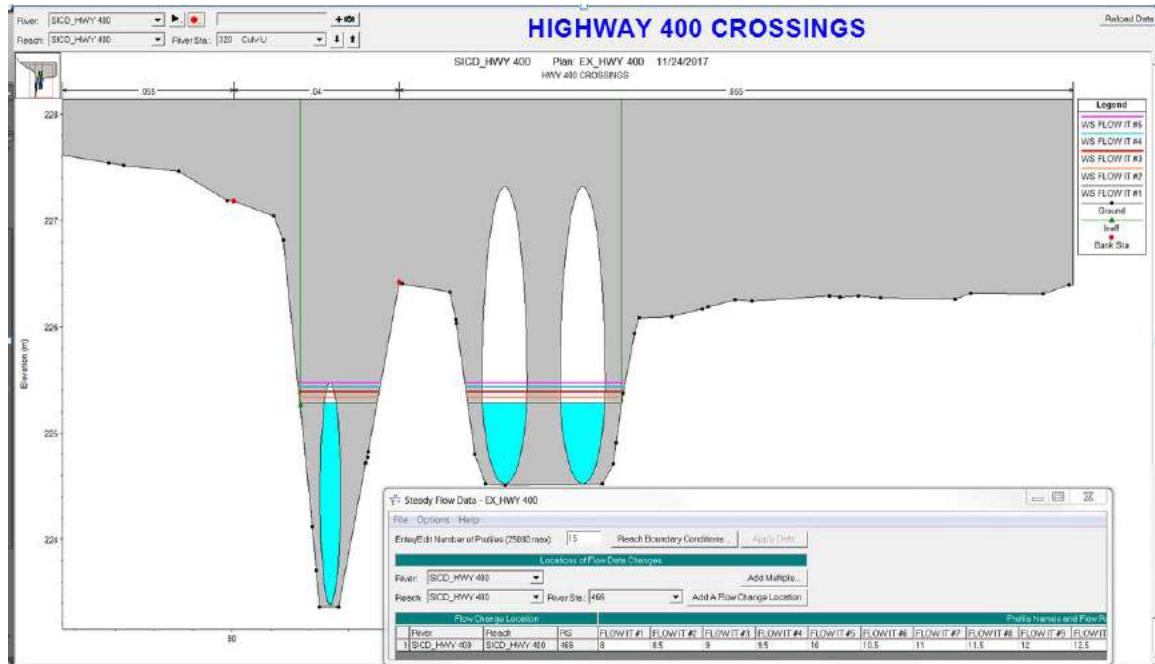 River: SICD_HWY 400
HIGHWAY 400 CROSSINGS
Reload Data
Reach: SICD_HWY 400 River Sta.: 320 Culv U
SICD_HWY 400 Plan: EX_HWY 400 11/24/2017
HWY 400 CROSSINGS
.055 .04 .055
Legend
WS FLOW IT #5
WS FLOW IT #4
WS FLOW IT #3
WS FLOW IT #2
WS FLOW IT #1
Ground
Ineff
Bank Sta
228
227
226
225
224
Elevation (m)
80
Steady Flow Data - EX_HWY 400
File Options Help
Enter/Edit Number of Profiles (25000 max): 15 Reach Boundary Conditions ... Apply Data
Locations of Flow Data Changes
River: SICD_HWY 400 Add Multiple...
Reach: SICD_HWY 400 River Sta.: 466 Add A Flow Change Location
Flow Change Location Profile Names and Flow R
River Reach RS FLOW IT #1 FLOW IT #2 FLOW IT #3 FLOW IT #4 FLOW IT #5 FLOW IT #6 FLOW IT #7 FLOW IT #8 FLOW IT #9 FLOW IT
1 SICD_HWY 400 SICD_HWY 400 466 8 8.5 9 9.5 10 10.5 11 11.5 12 12.5